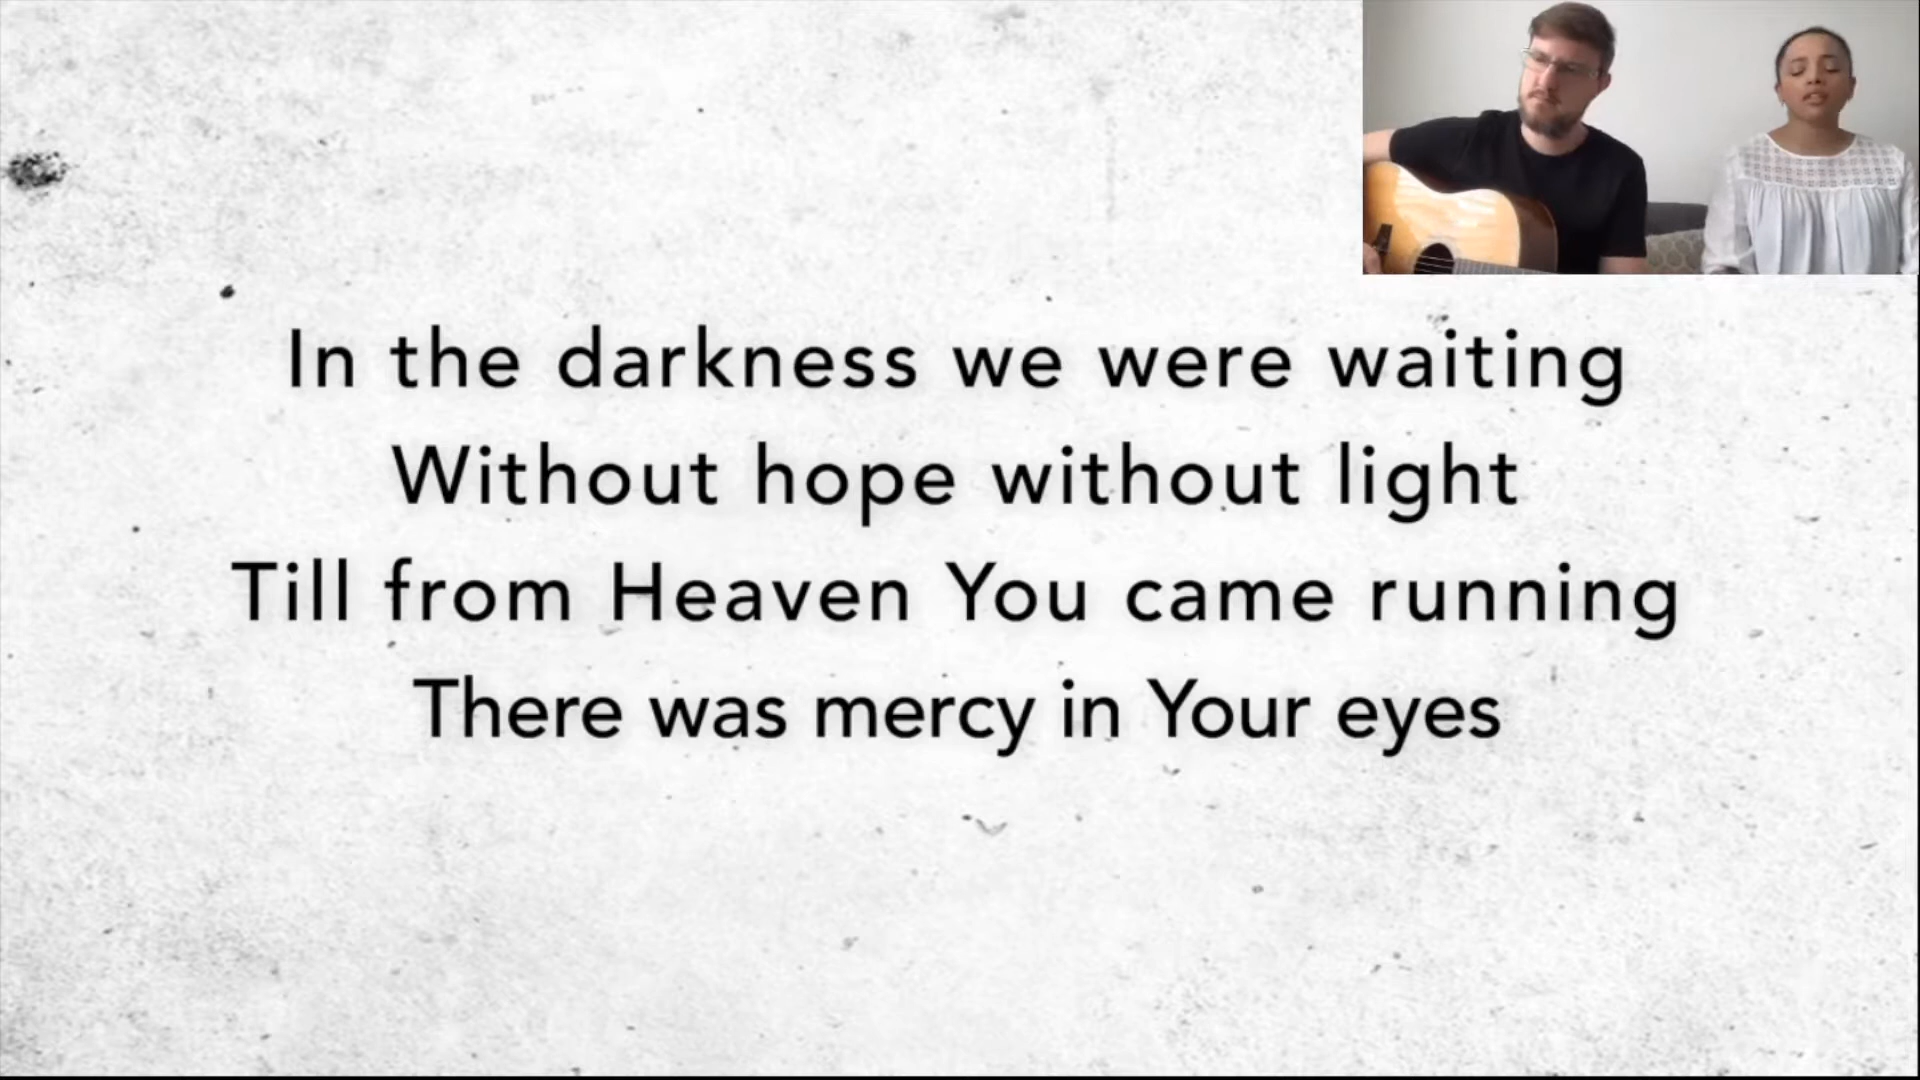 In the darkness we were waiting
Without hope without light
Till from Heaven You came running
There was mercy in Your eyes